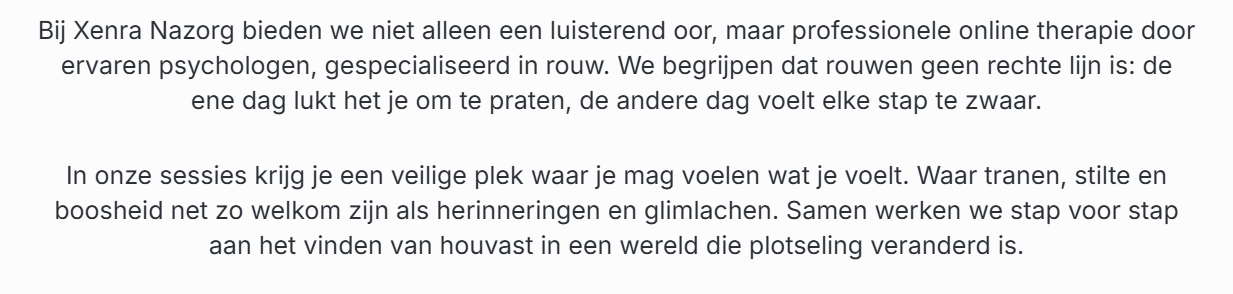 Bij Xenra Nazorg bieden we niet alleen een luisterend oor, maar professionele online therapie door
ervaren psychologen, gespecialiseerd in rouw. We begrijpen dat rouwen geen rechte lijn is: de
ene dag lukt het je om te praten, de andere dag voelt elke stap te zwaar.
In onze sessies krijg je een veilige plek waar je mag voelen wat je voelt. Waar tranen, stilte en
boosheid net zo welkom zijn als herinneringen en glimlachen. Samen werken we stap voor stap
aan het vinden van houvast in een wereld die plotseling veranderd is.